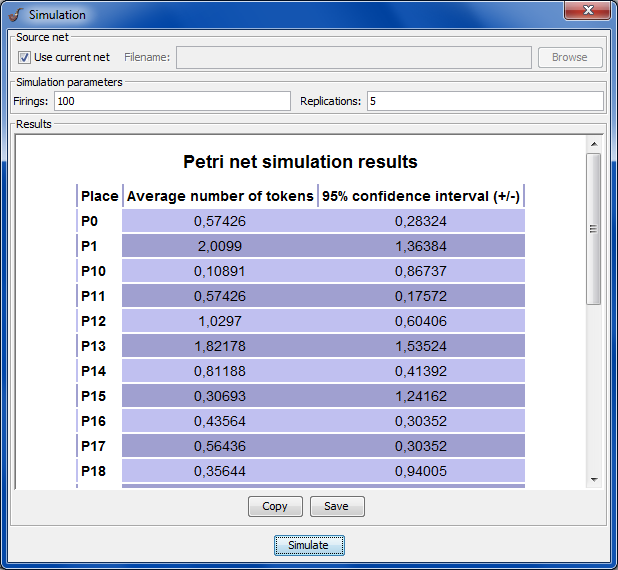 Simulation
Source net
Use current net Filename: Browse
Simulation parameters
Firings: 100 Replications: 5
Results
Petri net simulation results
Place Average number of tokens 95% confidence interval (+/-)
P0 0,57426 0,28324
P1 2,0099 1,36384
P10 0,10891 0,86737
P11 0,57426 0,17572
P12 1,0297 0,60406
P13 1,82178 1,53524
P14 0,81188 0,41392
P15 0,30693 1,24162
P16 0,43564 0,30352
P17 0,56436 0,30352
P18 0,35644 0,94005
Copy Save
Simulate